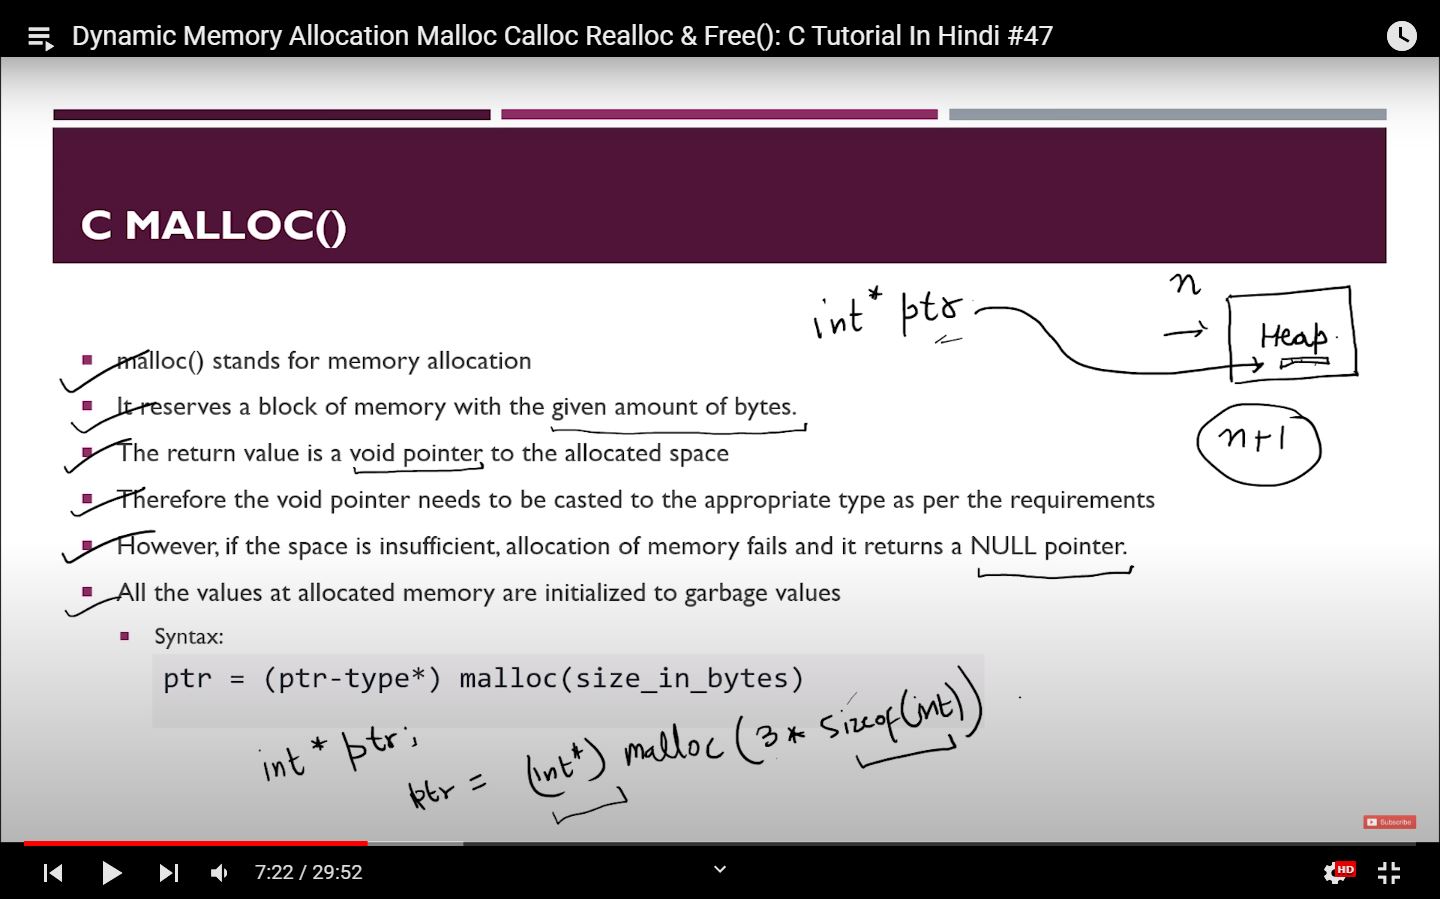 Dynamic Memory Allocation Malloc Calloc Realloc & Free(): C Tutorial In Hindi #47
C MALLOC()
int* ptr
n
Heap
n+1
malloc() stands for memory allocation
It reserves a block of memory with the given amount of bytes.
The return value is a void pointer to the allocated space
Therefore the void pointer needs to be casted to the appropriate type as per the requirements
However, if the space is insufficient, allocation of memory fails and it returns a NULL pointer.
All the values at allocated memory are initialized to garbage values
Syntax:
ptr = (ptr-type*) malloc(size_in_bytes)
int * ptr;
ptr = (int*) malloc (3* sizeof(int))
Subscribe
7:22 / 29:52
HD